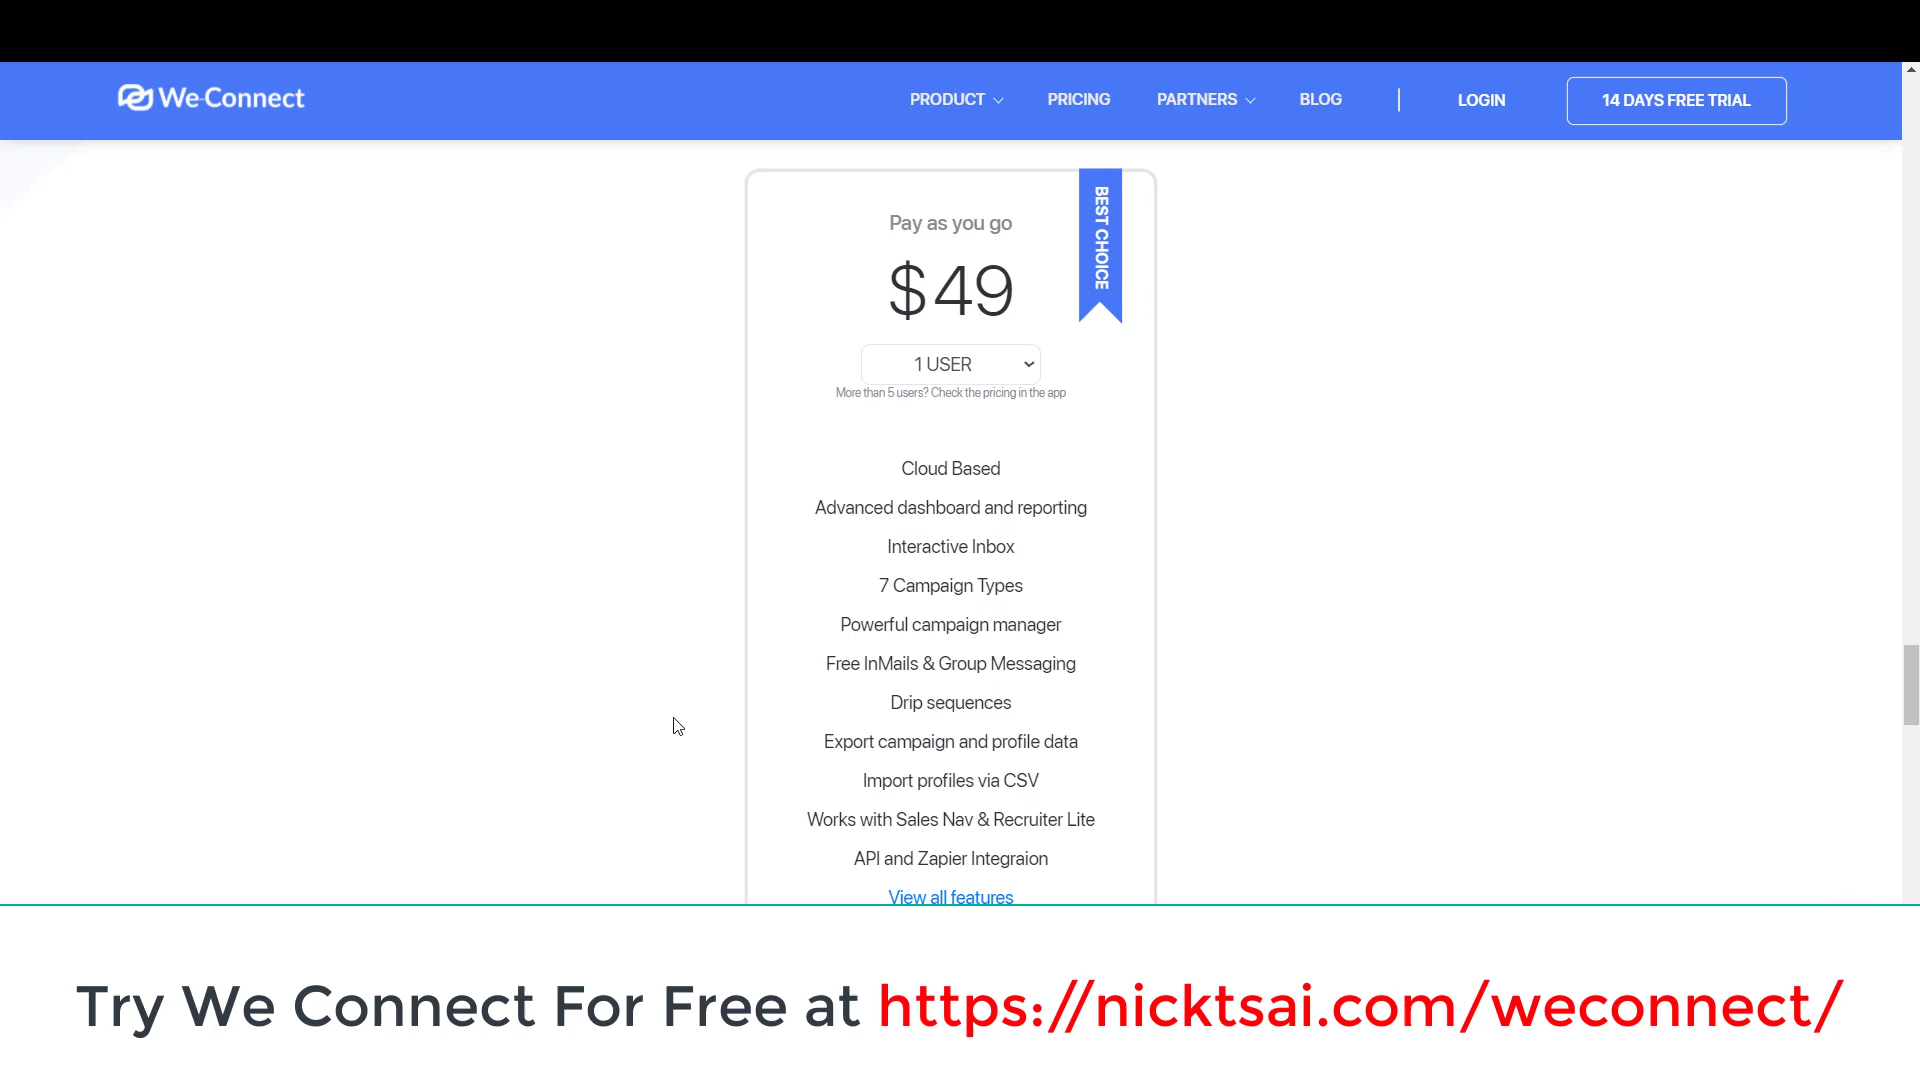 We-Connect
PRODUCT PRICING PARTNERS BLOG LOGIN 14 DAYS FREE TRIAL
BEST CHOICE
Pay as you go
$49
1 USER
More than 5 users? Check the pricing in the app
Cloud Based
Advanced dashboard and reporting
Interactive Inbox
7 Campaign Types
Powerful campaign manager
Free InMails & Group Messaging
Drip sequences
Export campaign and profile data
Import profiles via CSV
Works with Sales Nav & Recruiter Lite
API and Zapier Integraion
View all features
Try We Connect For Free at https://nicktsai.com/weconnect/